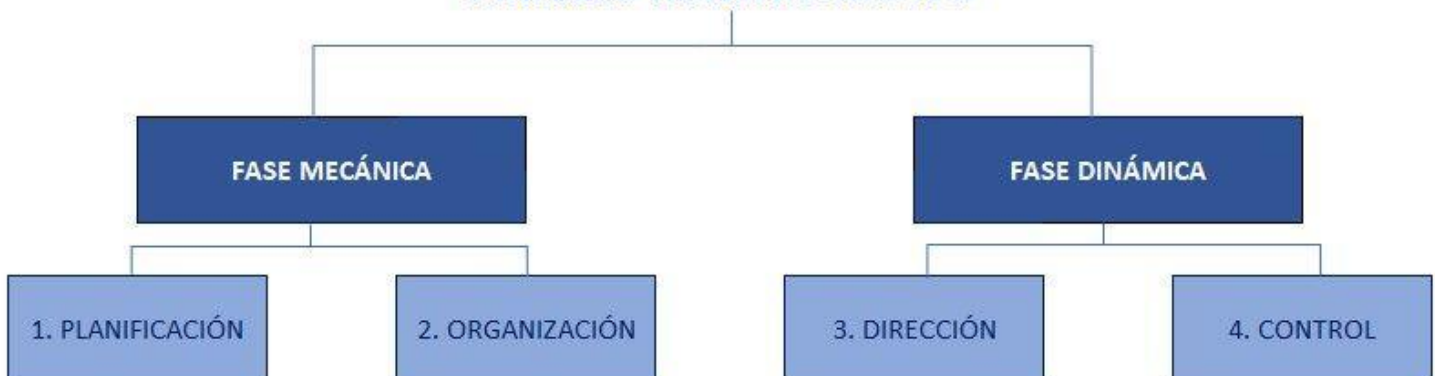 FASE MECÁNICA
FASE DINÁMICA
1. PLANIFICACIÓN
2. ORGANIZACIÓN
3. DIRECCIÓN
4. CONTROL